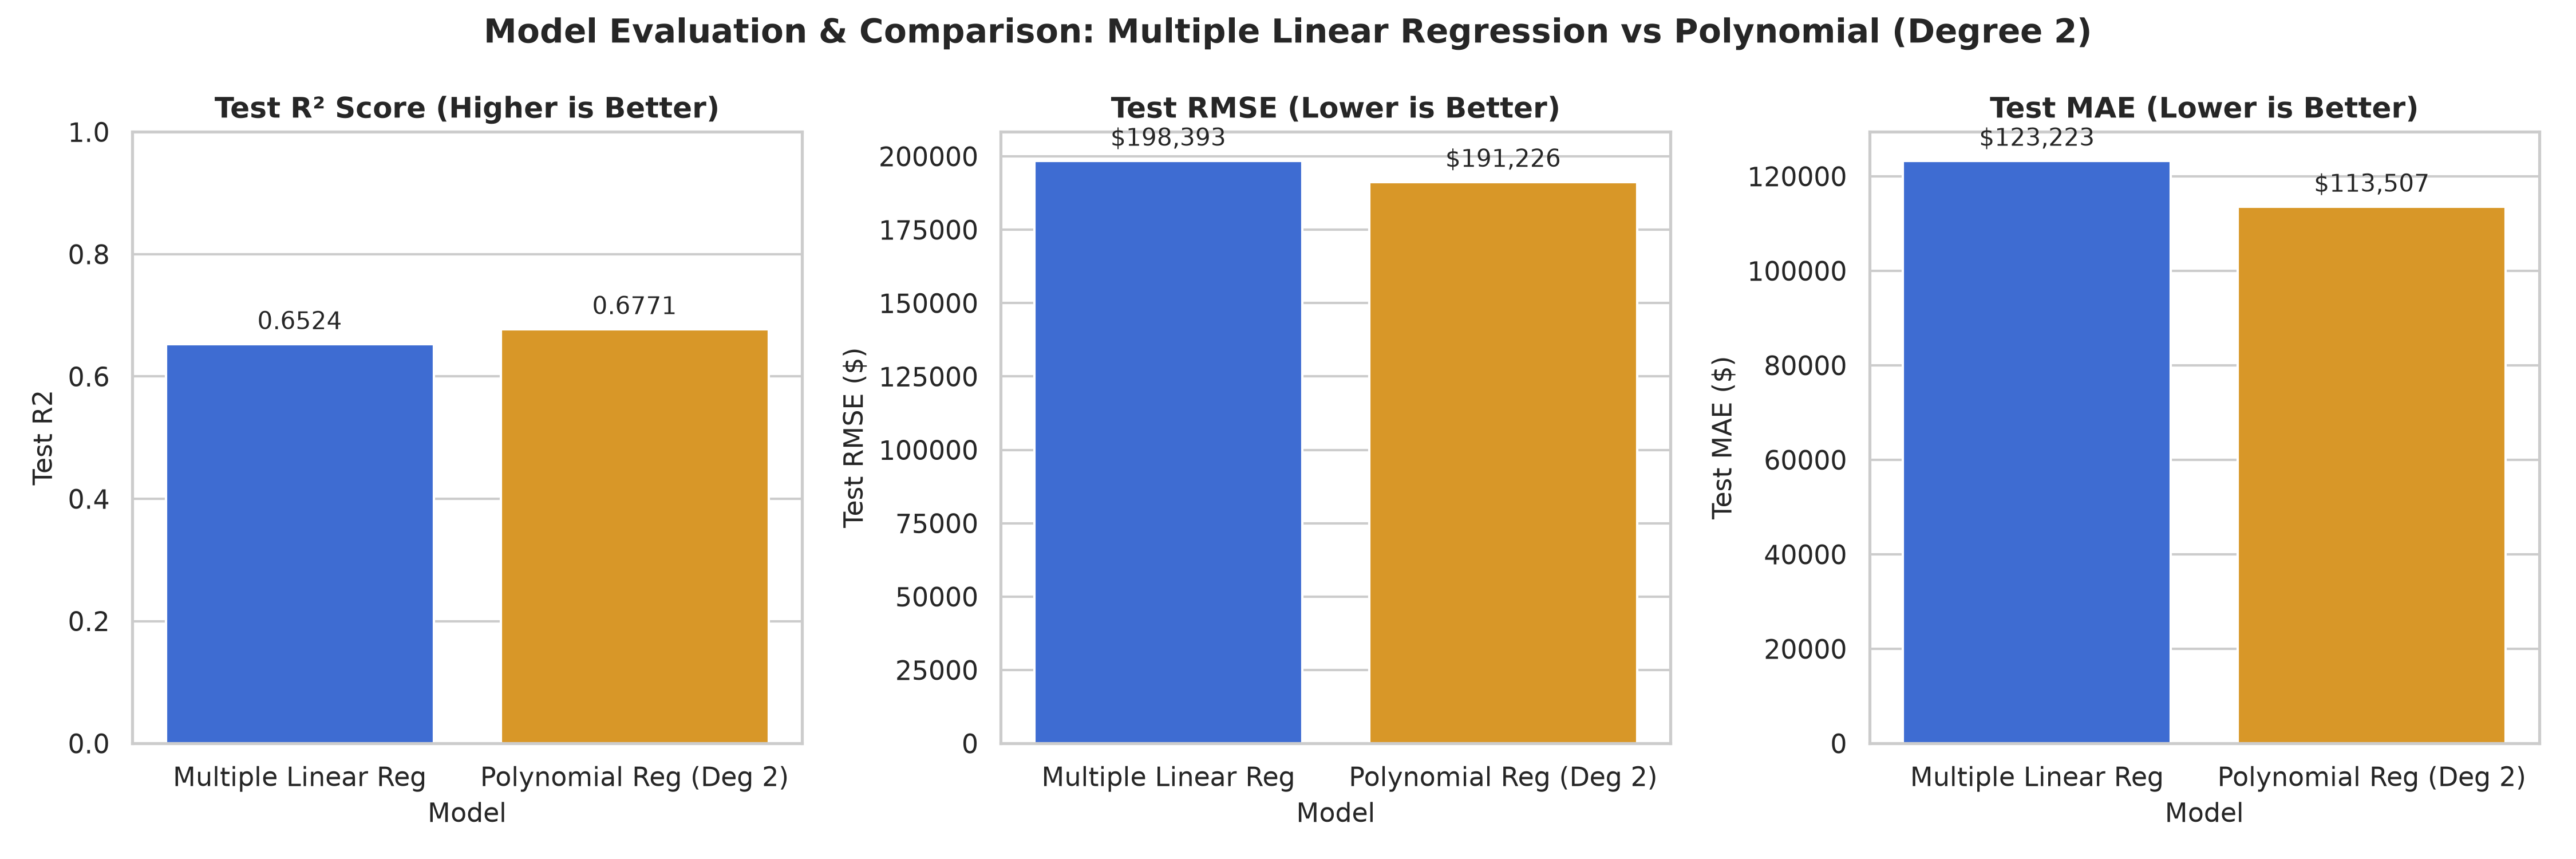 Model Evaluation & Comparison: Multiple Linear Regression vs Polynomial (Degree 2)
Test R² Score (Higher is Better)
1.0
0.8
0.6
0.4
0.2
0.0
Test R2
0.6524
0.6771
Multiple Linear Reg
Polynomial Reg (Deg 2)
Model
Test RMSE (Lower is Better)
200000
175000
150000
125000
100000
75000
50000
25000
0
Test RMSE ($)
$198,393
$191,226
Multiple Linear Reg
Polynomial Reg (Deg 2)
Model
Test MAE (Lower is Better)
120000
100000
80000
60000
40000
20000
0
Test MAE ($)
$123,223
$113,507
Multiple Linear Reg
Polynomial Reg (Deg 2)
Model